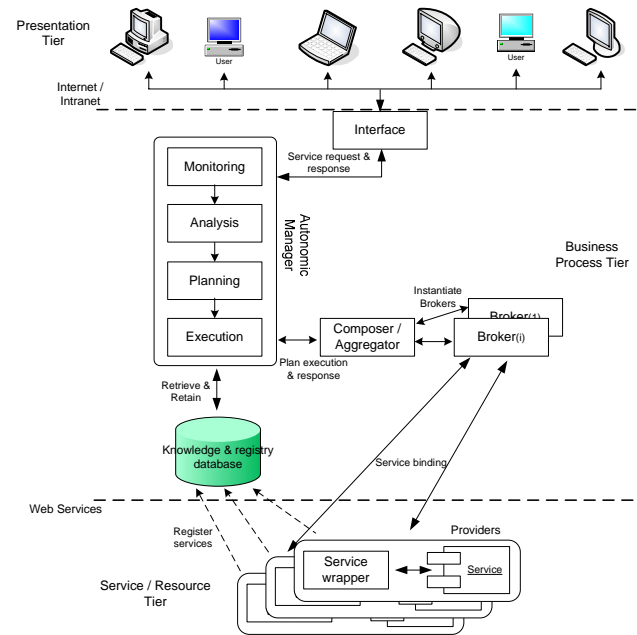 Presentation
Tier
User
User
Internet /
Intranet
Interface
Service request &
response
Monitoring
Analysis
Planning
Execution
Autonomic
Manager
Business
Process Tier
Instantiate
Brokers
Composer /
Aggregator
Broker(1)
Broker(i)
Plan execution
& response
Retrieve &
Retain
Knowledge & registry
database
Service binding
Web Services
Register
services
Providers
Service
wrapper
Service
Service / Resource
Tier